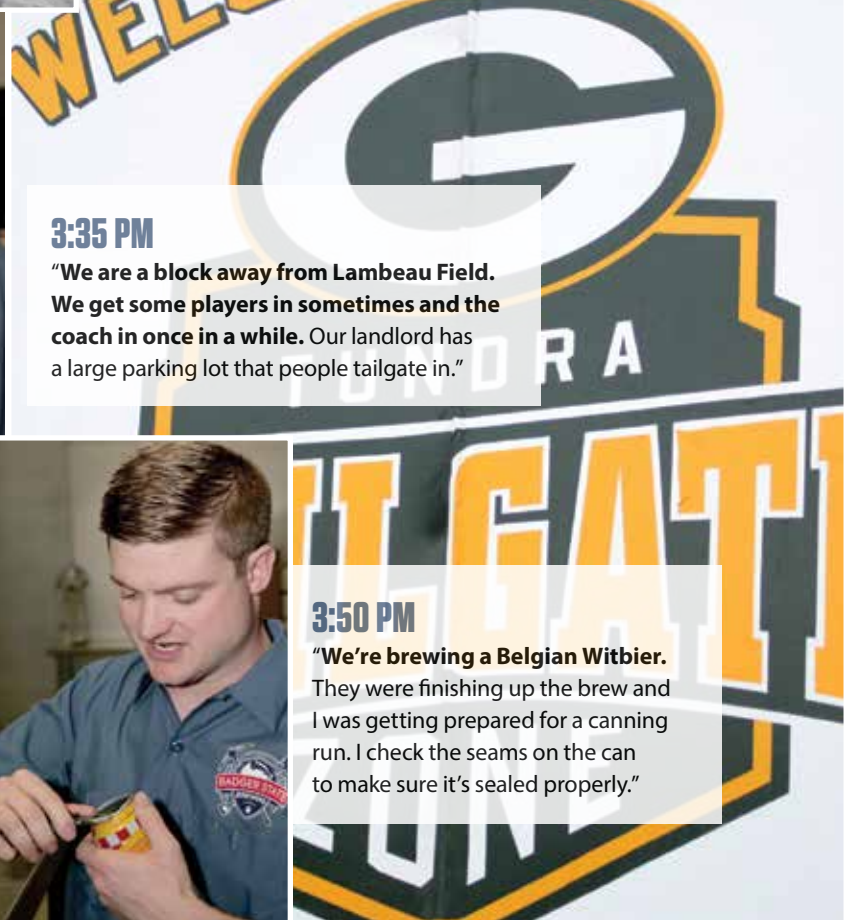 G
3:35 PM
“We are a block away from Lambeau Field.
We get some players in sometimes and the
coach in once in a while. Our landlord has
a large parking lot that people tailgate in.”
TUNDRA
LGAT
3:50 PM
“We’re brewing a Belgian Witbier.
They were finishing up the brew and
I was getting prepared for a canning
run. I check the seams on the can
to make sure it’s sealed properly.”
ZONE
BADGER STATE